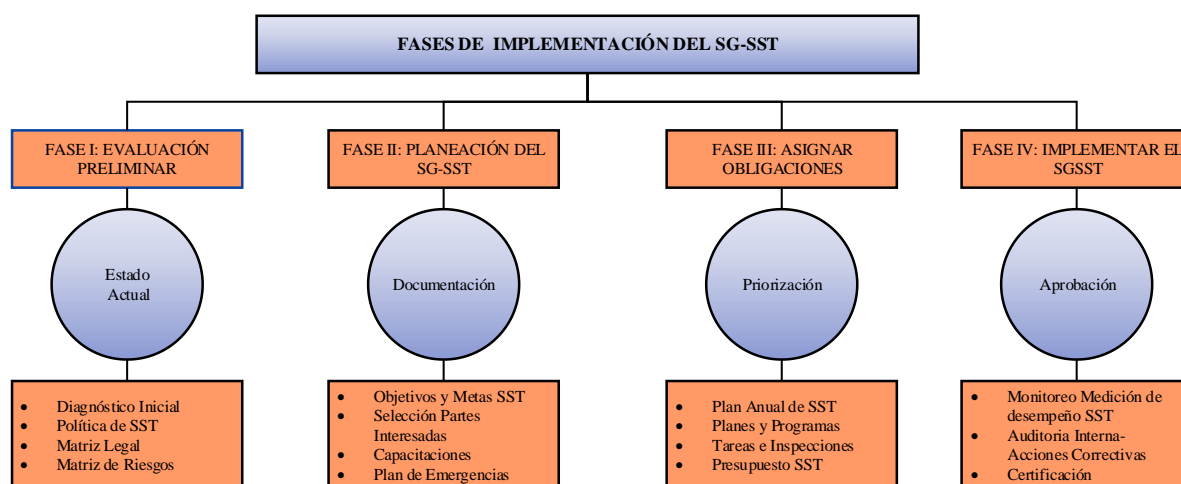 FASES DE IMPLEMENTACIÓN DEL SG-SST
FASE I: EVALUACIÓN
PRELIMINAR
FASE II: PLANEACIÓN DEL
SG-SST
FASE III: ASIGNAR
OBLIGACIONES
FASE IV: IMPLEMENTAR EL
SGSST
Estado
Actual
Documentación
Priorización
Aprobación
• Diagnóstico Inicial
• Política de SST
• Matriz Legal
• Matriz de Riesgos
• Objetivos y Metas SST
• Selección Partes
Interesadas
• Capacitaciones
• Plan de Emergencias
• Plan Anual de SST
• Planes y Programas
• Tareas e Inspecciones
• Presupuesto SST
• Monitoreo Medición de
desempeño SST
• Auditoria Interna-
Acciones Correctivas
• Certificación